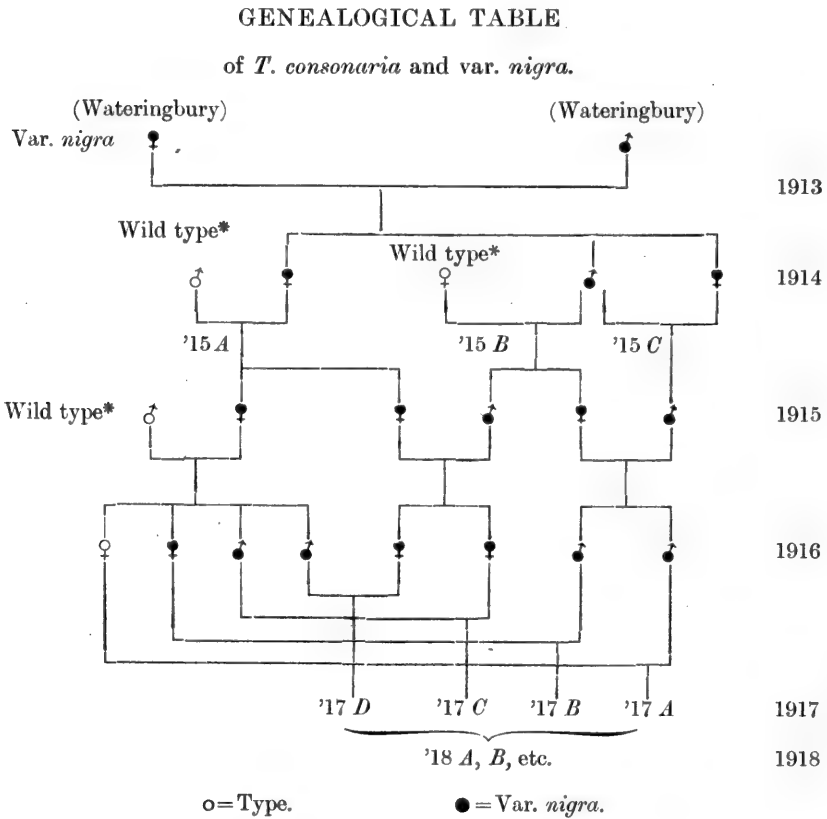 GENEALOGICAL TABLE
of T. consonaria and var. nigra.
(Wateringbury) (Wateringbury)
Var. nigra
1913
Wild type*
Wild type*
1914
'15 A '15 B '15 C
Wild type* 1915
1916
'17 D '17 C '17 B '17 A 1917
'18 A, B, etc. 1918
o=Type. ●=Var. nigra.